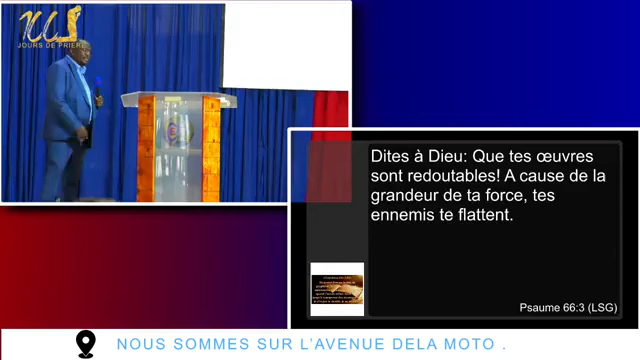 JOURS DE PRIERE
Dites à Dieu: Que tes œuvres
sont redoutables! A cause de la
grandeur de ta force, tes
ennemis te flattent.
Psaume 66:3 (LSG)
NOUS SOMMES SUR L'AVENUE DELA MOTO .